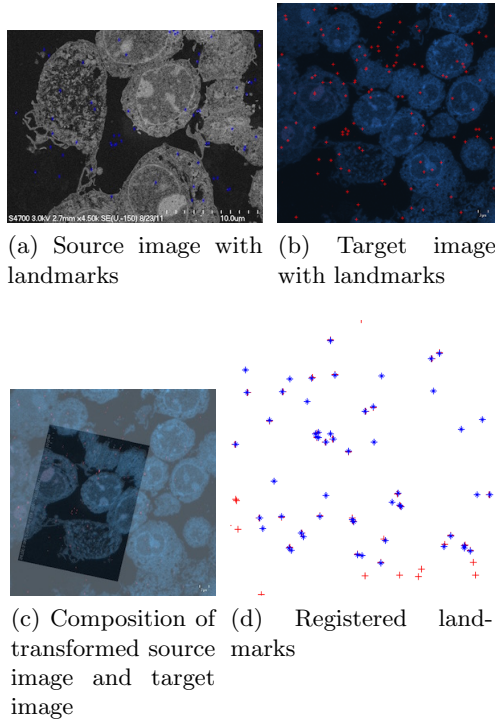 S4700 3.0kV 2.7mm x4.50k SE(U,-150) 8/23/11 10.0um
(a) Source image with
landmarks
(b) Target image
with landmarks
(c) Composition of
transformed source
image and target
image
(d) Registered land-
marks